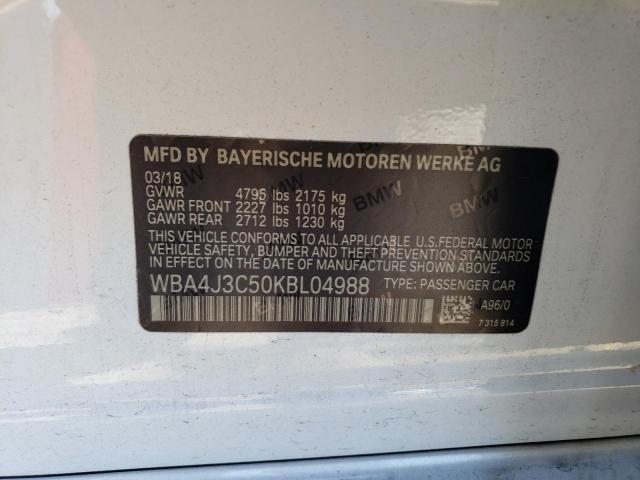 MFD BY BAYERISCHE MOTOREN WERKE AG
03/18
GVWR 4795 lbs 2175 kg
GAWR FRONT 2227 lbs 1010 kg
GAWR REAR 2712 lbs 1230 kg
THIS VEHICLE CONFORMS TO ALL APPLICABLE U.S.FEDERAL MOTOR
VEHICLE SAFETY, BUMPER, AND THEFT PREVENTION STANDARDS
IN EFFECT ON THE DATE OF MANUFACTURE SHOWN ABOVE.
WBA4J3C50KBL04988 TYPE: PASSENGER CAR
A96/0
7 315 814
BMW
BMW